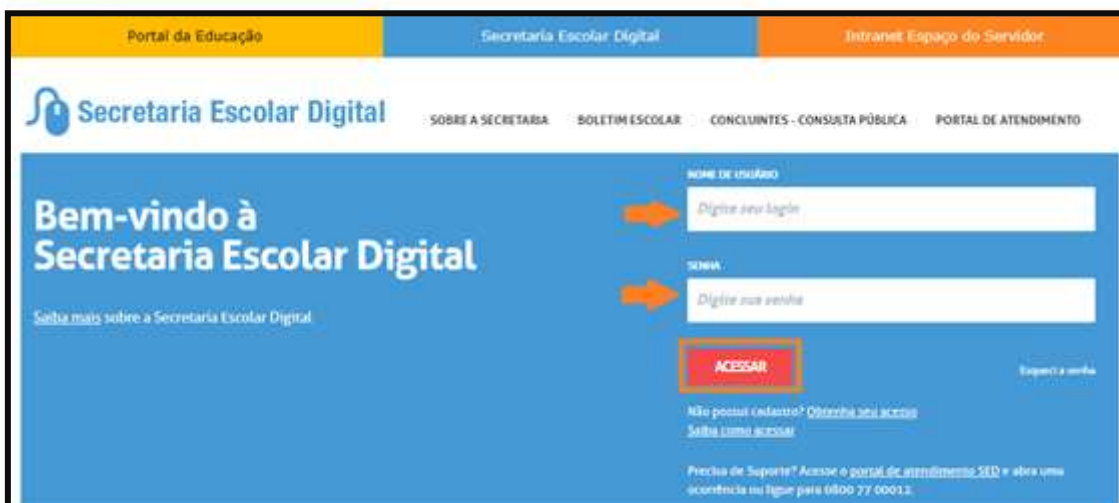 Portal da Educação
Secretaria Escolar Digital
Intranet Espaço do Servidor
Secretaria Escolar Digital
SOBRE A SECRETARIA
BOLETIM ESCOLAR
CONCLUINTES - CONSULTA PÚBLICA
PORTAL DE ATENDIMENTO
Bem-vindo à
Secretaria Escolar Digital
Saiba mais sobre a Secretaria Escolar Digital
NOME DE USUÁRIO
Digite seu login
SENHA
Digite sua senha
ACESSAR
Esqueci a senha
Não possui cadastro? Obtenha seu acesso
Saiba como acessar
Precisa de Suporte? Acesse o portal de atendimento SED e abra uma
ocorrência ou ligue para 0800 77 00012.